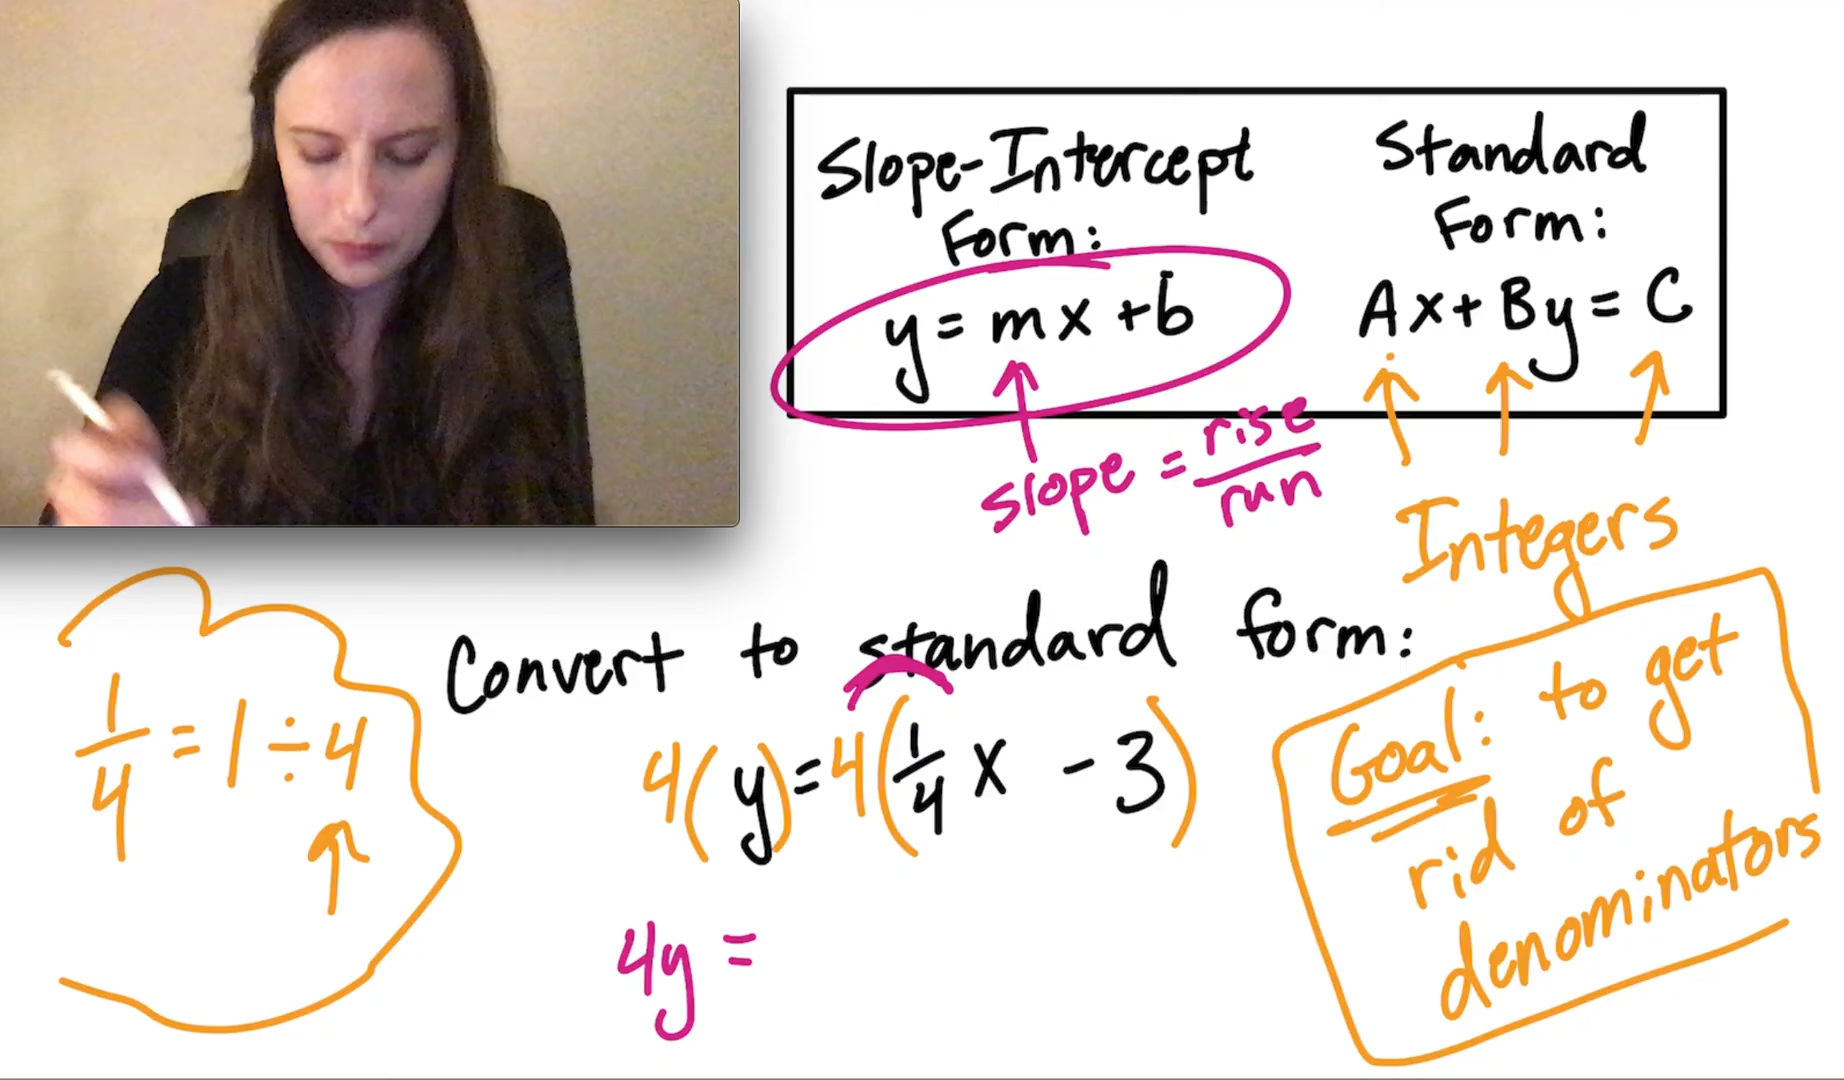 Slope-Intercept
Form:
y = mx + b
slope = rise/run
Standard
Form:
Ax + By = C
Integers
Convert to standard form:
4( y) = 4( 1/4 x - 3)
4y =
1/4 = 1 ÷ 4
Goal: to get
rid of
denominators